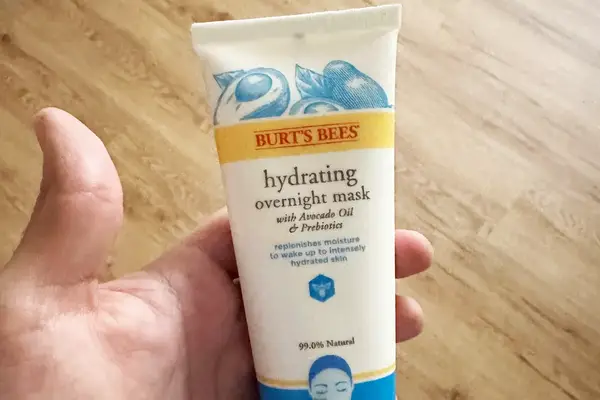 BURT'S BEES®
hydrating
overnight mask
with Avocado Oil
& Prebiotics
replenishes moisture
to wake up to intensely
hydrated skin
99.0% Natural